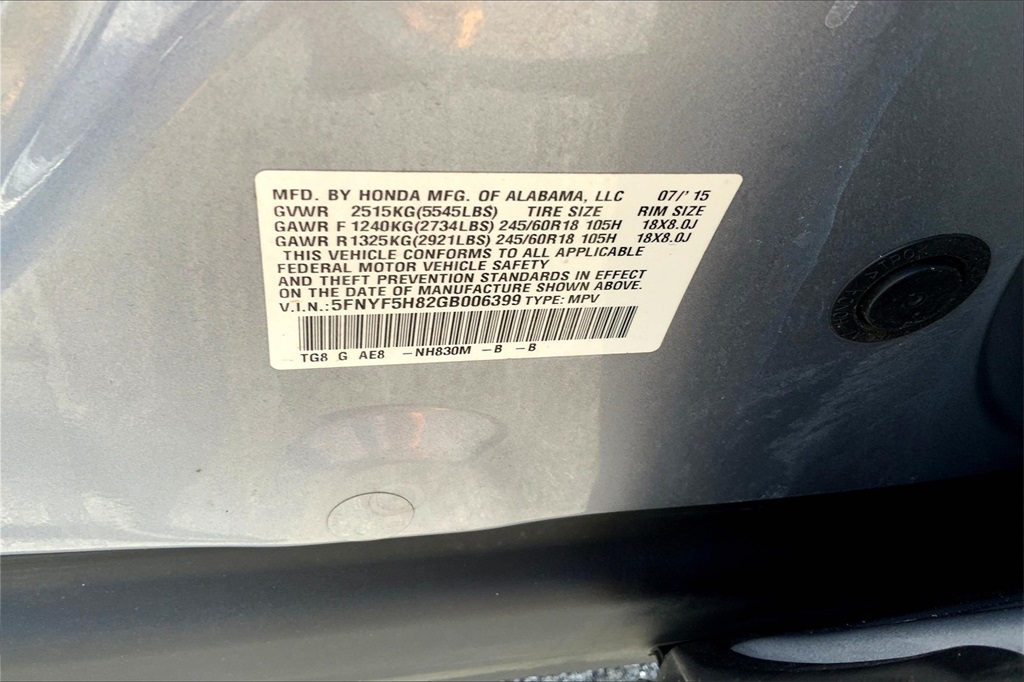 MFD. BY HONDA MFG. OF ALABAMA, LLC 07/'15
GVWR 2515KG(5545LBS) TIRE SIZE RIM SIZE
GAWR F 1240KG(2734LBS) 245/60R18 105H 18X8.0J
GAWR R1325KG(2921LBS) 245/60R18 105H 18X8.0J
THIS VEHICLE CONFORMS TO ALL APPLICABLE
FEDERAL MOTOR VEHICLE SAFETY
AND THEFT PREVENTION STANDARDS IN EFFECT
ON THE DATE OF MANUFACTURE SHOWN ABOVE.
V.I.N.:5FNYF5H82GB006399 TYPE: MPV
TG8 G AE8 -NH830M -B -B